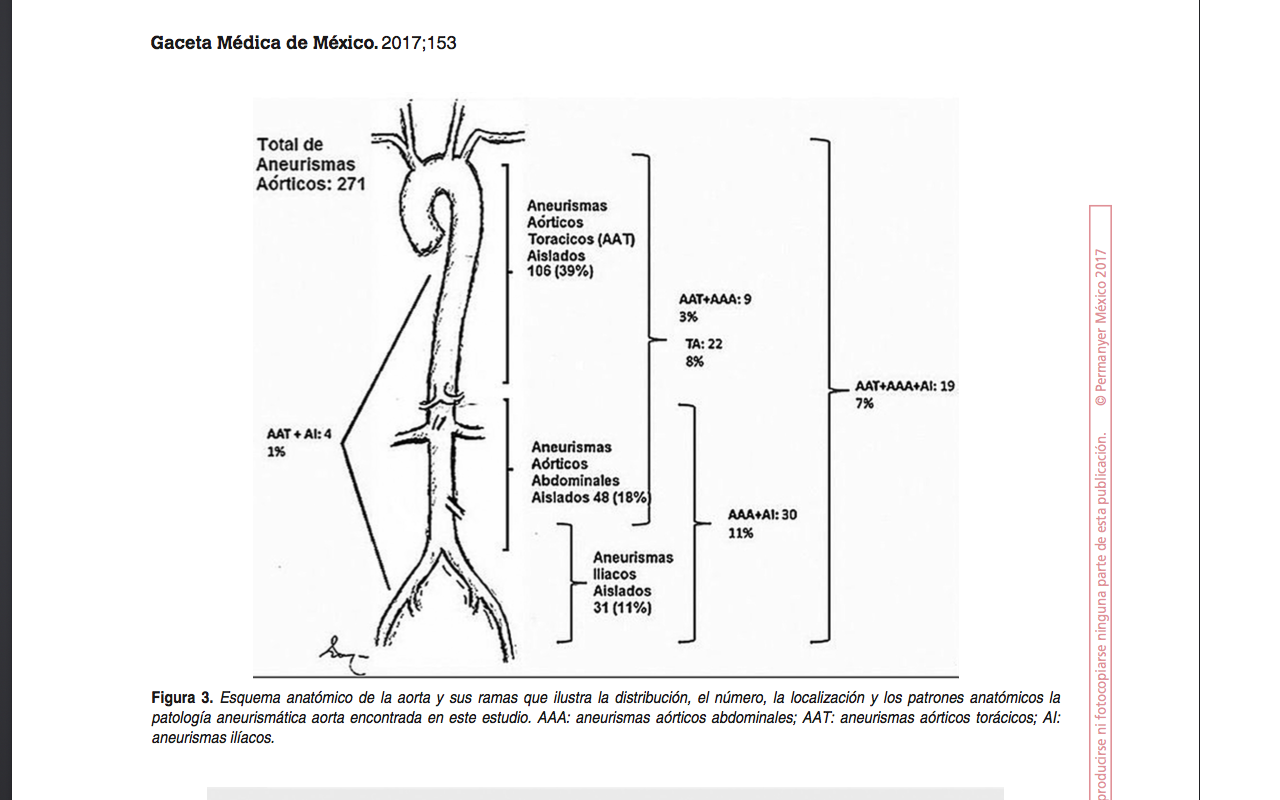 Gaceta Médica de México. 2017;153
Total de
Aneurismas
Aórticos: 271
Aneurismas
Aórticos
Toracicos (AAT)
Aislados
106 (39%)
AAT+AAA: 9
3%
TA: 22
8%
AAT+AAA+AI: 19
7%
AAT + AI: 4
1%
Aneurismas
Aórticos
Abdominales
Aislados 48 (18%)
AAA+AI: 30
11%
Aneurismas
Iliacos
Aislados
31 (11%)
Figura 3. Esquema anatómico de la aorta y sus ramas que ilustra la distribución, el número, la localización y los patrones anatómicos la
patología aneurismática aorta encontrada en este estudio. AAA: aneurismas aórticos abdominales; AAT: aneurismas aórticos torácicos; AI:
aneurismas ilíacos.
producirse ni fotocopiarse ninguna parte de esta publicación. © Permanyer México 2017